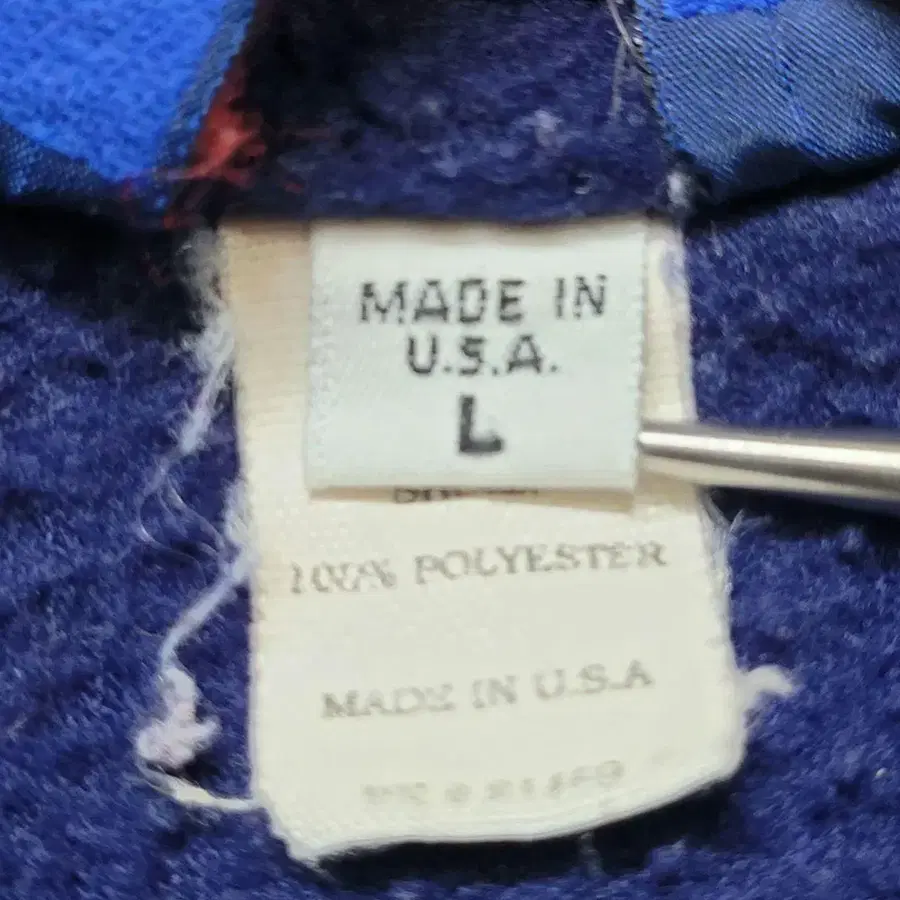 MADE IN
U.S.A.
L
100% POLYESTER
MADE IN U.S.A